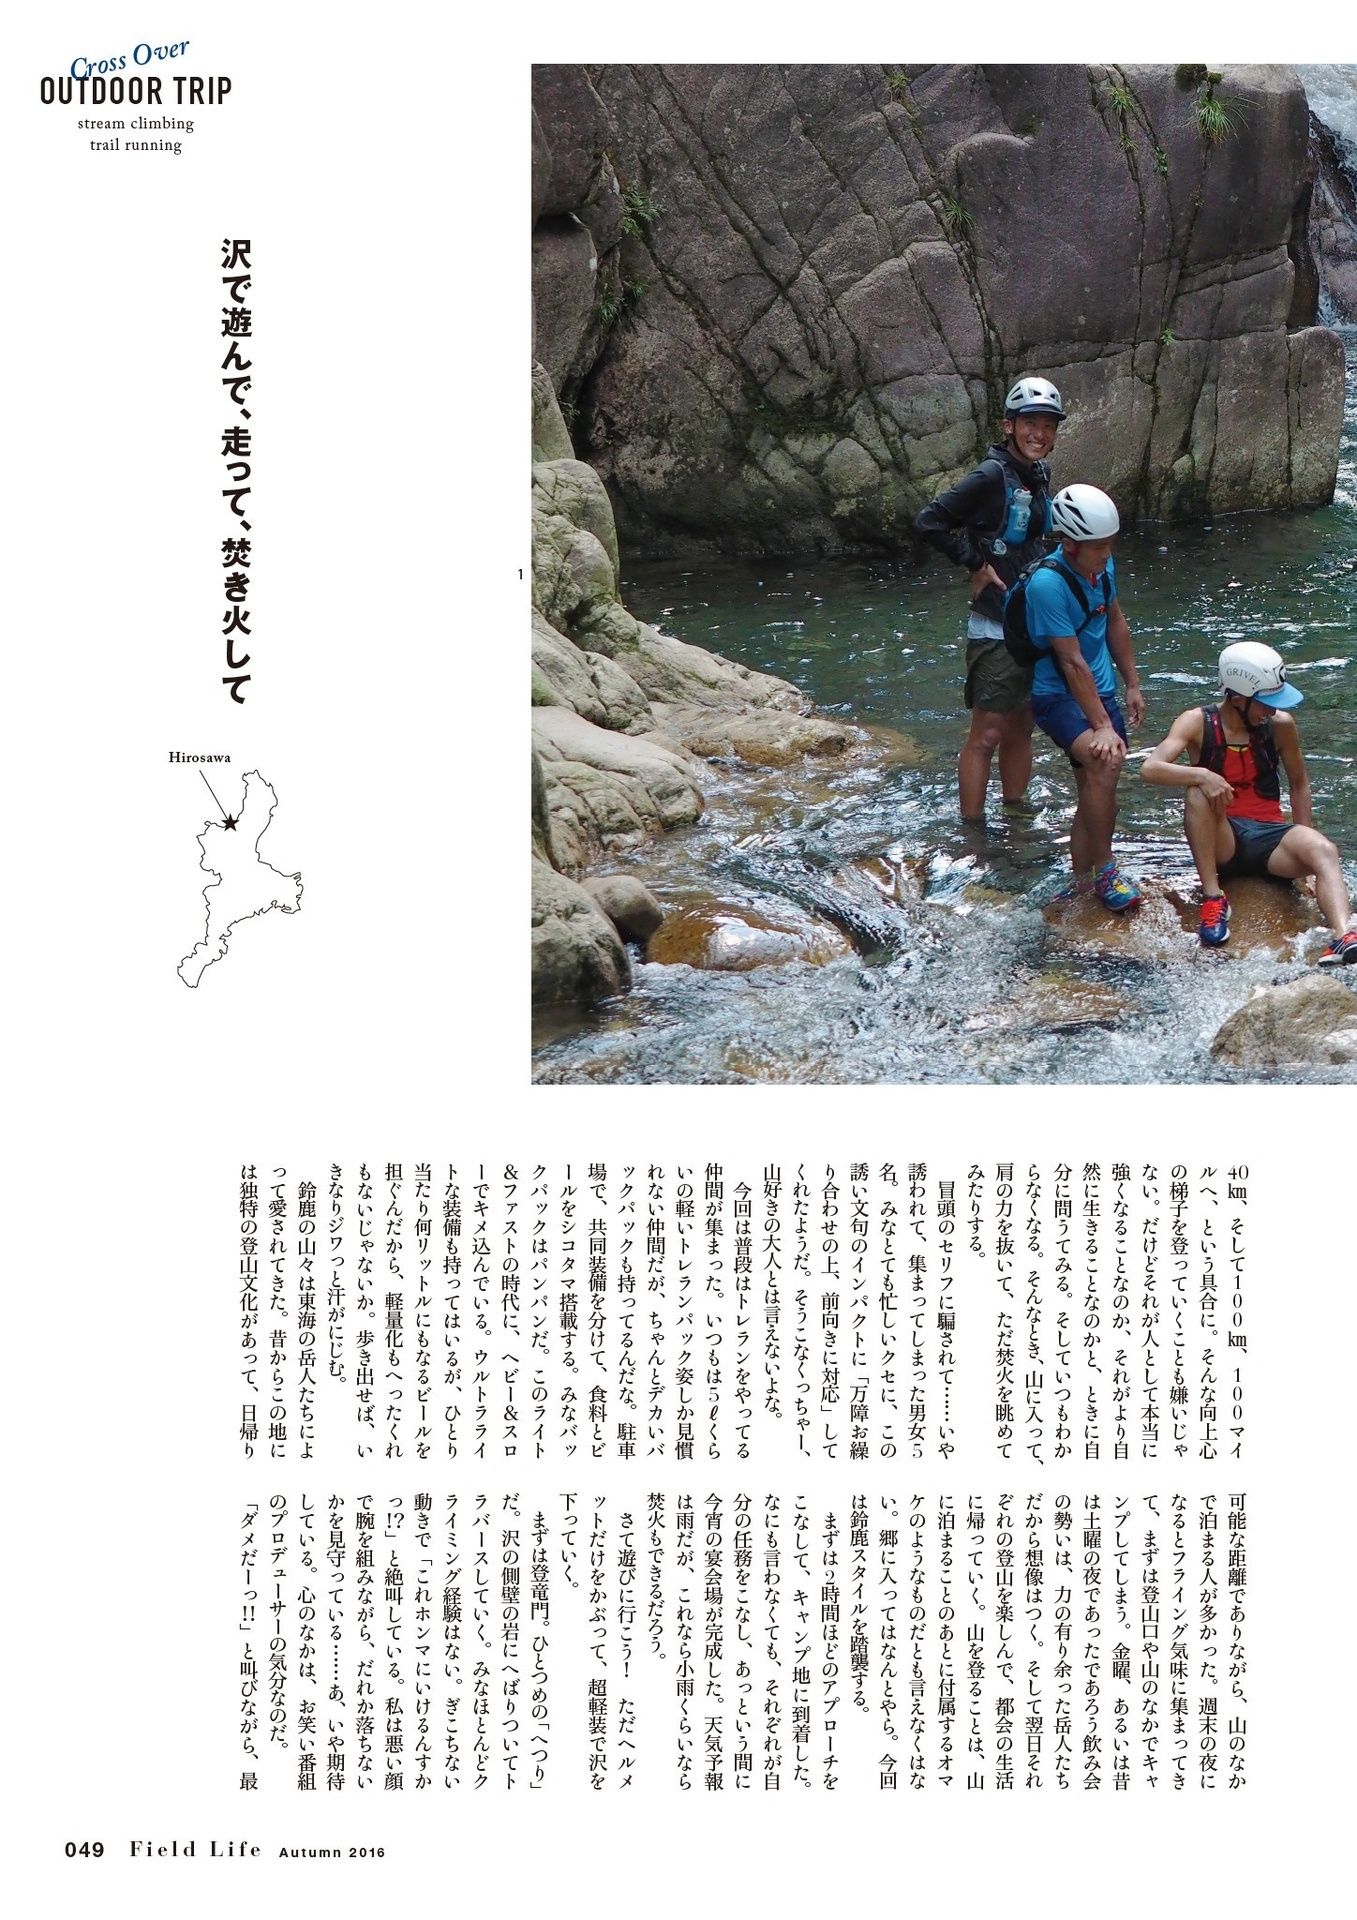 Cross Over
OUTDOOR TRIP
stream climbing
trail running
沢で遊んで、走って、焚き火して
Hirosawa
1
GRIVEL
40㎞、そして100㎞、100マイ
ルへ、という具合に。そんな向上心
の梯子を登っていくことも嫌いじゃ
ない。だけどそれが人として本当に
強くなることなのか、それがより自
然に生きることなのかと、ときに自
分に問うてみる。そしていつもわか
らなくなる。そんなとき、山に入って、
肩の力を抜いて、ただ焚火を眺めて
みたりする。
冒頭のセリフに騙されて……いや
誘われて、集まってしまった男女5
名。みなとても忙しいクセに、この
誘い文句のインパクトに「万障お繰
り合わせの上、前向きに対応」して
くれたようだ。そうこなくっちゃー、
山好きの大人とは言えないよな。
今回は普段はトレランをやってる
仲間が集まった。いつもは5ℓくら
いの軽いトレランパック姿しか見慣
れない仲間だが、ちゃんとデカいバ
ックパックも持ってるんだな。駐車
場で、共同装備を分けて、食料とビ
ールをシコタマ搭載する。みなバッ
クパックはパンパンだ。このライト
&ファストの時代に、ヘビー&スロ
ーでキメ込んでいる。ウルトラライ
トな装備も持ってはいるが、ひとり
当たり何リットルにもなるビールを
担ぐんだから、軽量化もへったくれ
もないじゃないか。歩き出せば、い
きなりジワっと汗がにじむ。
鈴鹿の山々は東海の岳人たちによ
って愛されてきた。昔からこの地に
は独特の登山文化があって、日帰り
可能な距離でありながら、山のなか
で泊まる人が多かった。週末の夜に
なるとフライング気味に集まってき
て、まずは登山口や山のなかでキャ
ンプしてしまう。金曜、あるいは昔
は土曜の夜であったであろう飲み会
の勢いは、力の有り余った岳人たち
だから想像はつく。そして翌日それ
ぞれの登山を楽しんで、都会の生活
に帰っていく。山を登ることは、山
に泊まることのあとに付属するオマ
ケのようなものだとも言えなくはな
い。郷に入ってはなんとやら。今回
は鈴鹿スタイルを踏襲する。
まずは2時間ほどのアプローチを
こなして、キャンプ地に到着した。
なにも言わなくても、それぞれが自
分の任務をこなし、あっという間に
今宵の宴会場が完成した。天気予報
は雨だが、これなら小雨くらいなら
焚火もできるだろう。
さて遊びに行こう！ ただヘルメ
ットだけをかぶって、超軽装で沢を
下っていく。
まずは登竜門。ひとつめの「へつり」
だ。沢の側壁の岩にへばりついてト
ラバースしていく。みなほとんどク
ライミング経験はない。ぎこちない
動きで「これホンマにいけるんすか
っ!?」と絶叫している。私は悪い顔
で腕を組みながら、だれか落ちない
かを見守っている……あ、いや期待
している。心のなかは、お笑い番組
のプロデューサーの気分なのだ。
「ダメだーっ!!」と叫びながら、最
049 Field Life Autumn 2016